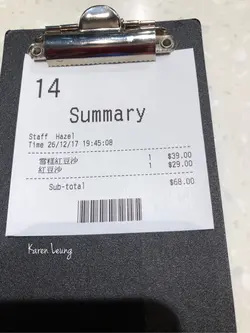 14
Summary
Staff Hazel
Time 26/12/17 19:45:08
雪糕紅豆沙 1 $39.00
紅豆沙 1 $29.00
Sub-total $68.00
Karen Leung